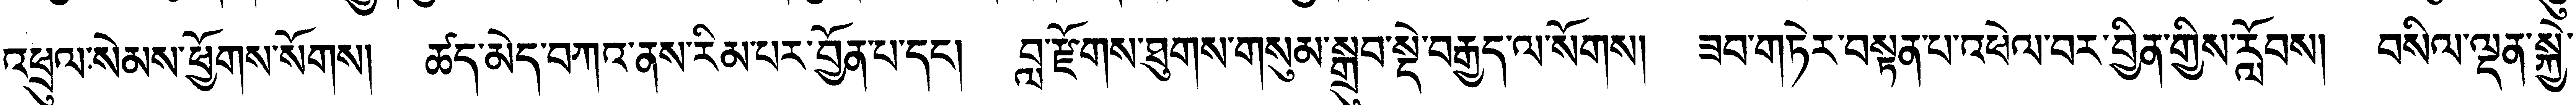 འཕྲུལ་སེམས་ཕྱོགས་སོགས། ཚད་མེད་བཀའ་ནས་རིམ་པར་བྱོན་པ་དང། བླ་རྫོགས་ཐུགས་གསུམ་སྒྲུབ་སྡེ་བརྒྱད་ལ་སོགས། ཟབ་གཏེར་བསྟན་པ་འཕེལ་བར་བྱིན་གྱིས་རློབས། བསིལ་ལྡན་སྐྱེ་